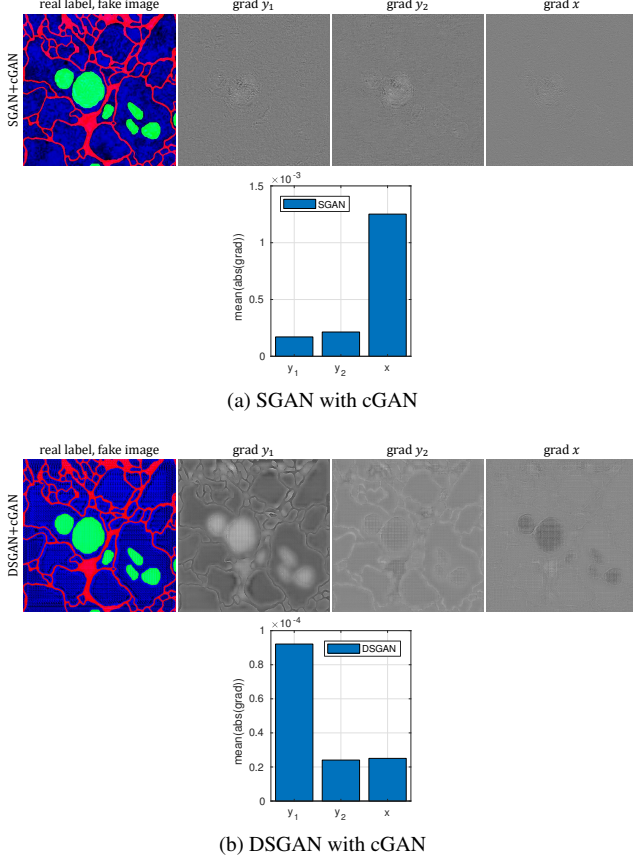 real label, fake image grad y₁ grad y₂ grad x
SGAN+cGAN
×10⁻³
1.5
1
0.5
0
mean(abs(grad))
SGAN
y₁ y₂ x
(a) SGAN with cGAN
real label, fake image grad y₁ grad y₂ grad x
DSGAN+cGAN
×10⁻⁴
1
0.8
0.6
0.4
0.2
0
mean(abs(grad))
DSGAN
y₁ y₂ x
(b) DSGAN with cGAN